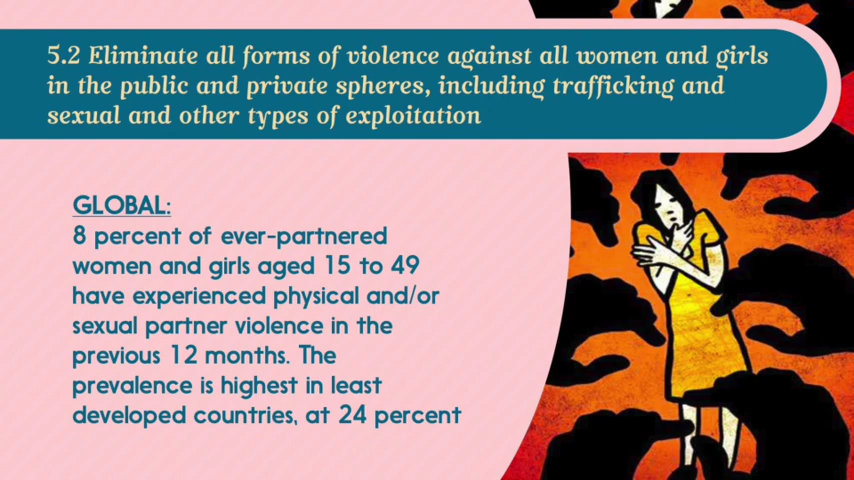 5.2 Eliminate all forms of violence against all women and girls
in the public and private spheres, including trafficking and
sexual and other types of exploitation
GLOBAL:
8 percent of ever-partnered
women and girls aged 15 to 49
have experienced physical and/or
sexual partner violence in the
previous 12 months. The
prevalence is highest in least
developed countries, at 24 percent